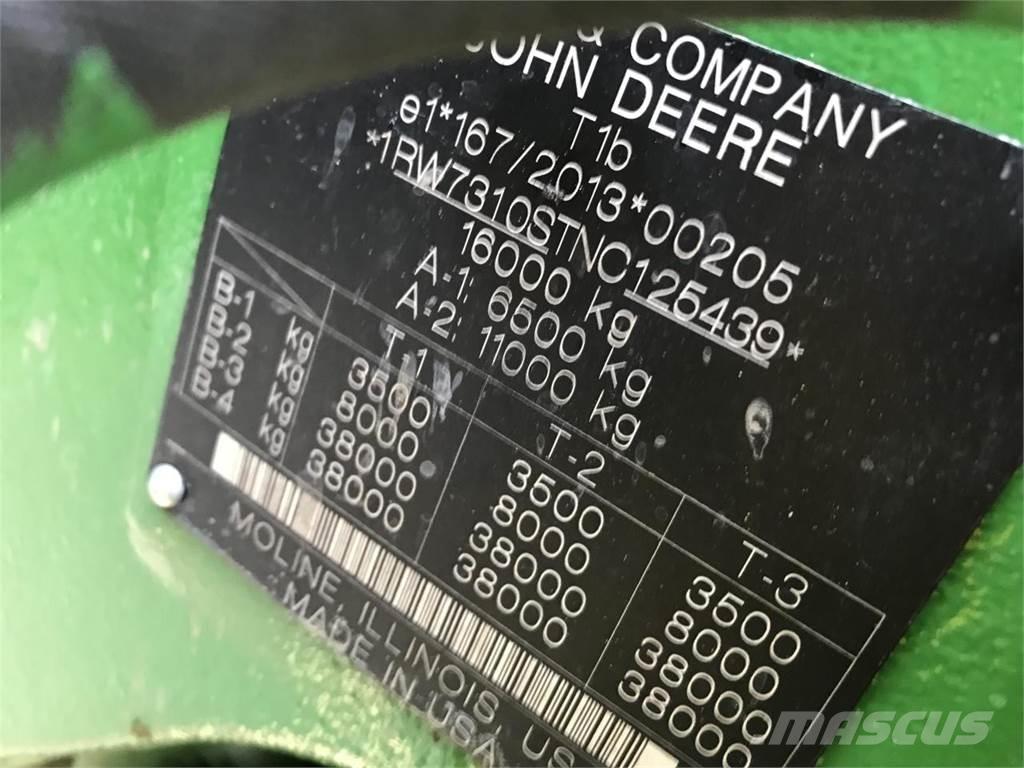 & COMPANY
JOHN DEERE
T1b
e1*167/2013*00205
*1RW7310STNC125439*
16000 kg
A-1: 6500 kg
A-2: 11000 kg
T-1 T-2 T-3
B-1 kg 3500 3500 3500
B-2 kg 8000 8000 8000
B-3 kg 38000 38000 38000
B-4 kg 38000 38000 38000
MOLINE, ILLINOIS, US
MADE IN USA
MASCUS